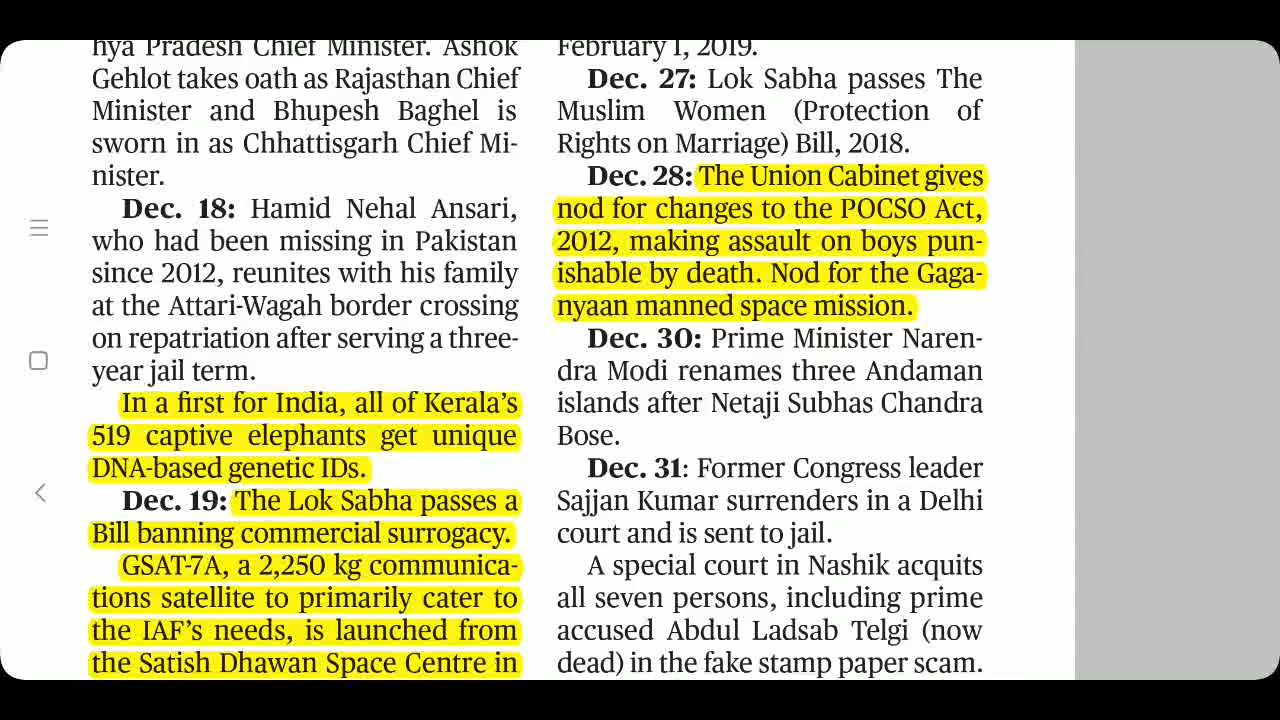 hya Pradesh Chief Minister. Ashok
Gehlot takes oath as Rajasthan Chief
Minister and Bhupesh Baghel is
sworn in as Chhattisgarh Chief Mi-
nister.
Dec. 18: Hamid Nehal Ansari,
who had been missing in Pakistan
since 2012, reunites with his family
at the Attari-Wagah border crossing
on repatriation after serving a three-
year jail term.
In a first for India, all of Kerala’s
519 captive elephants get unique
DNA-based genetic IDs.
Dec. 19: The Lok Sabha passes a
Bill banning commercial surrogacy.
GSAT-7A, a 2,250 kg communica-
tions satellite to primarily cater to
the IAF’s needs, is launched from
the Satish Dhawan Space Centre in
February 1, 2019.
Dec. 27: Lok Sabha passes The
Muslim Women (Protection of
Rights on Marriage) Bill, 2018.
Dec. 28: The Union Cabinet gives
nod for changes to the POCSO Act,
2012, making assault on boys pun-
ishable by death. Nod for the Gaga-
nyaan manned space mission.
Dec. 30: Prime Minister Naren-
dra Modi renames three Andaman
islands after Netaji Subhas Chandra
Bose.
Dec. 31: Former Congress leader
Sajjan Kumar surrenders in a Delhi
court and is sent to jail.
A special court in Nashik acquits
all seven persons, including prime
accused Abdul Ladsab Telgi (now
dead) in the fake stamp paper scam.